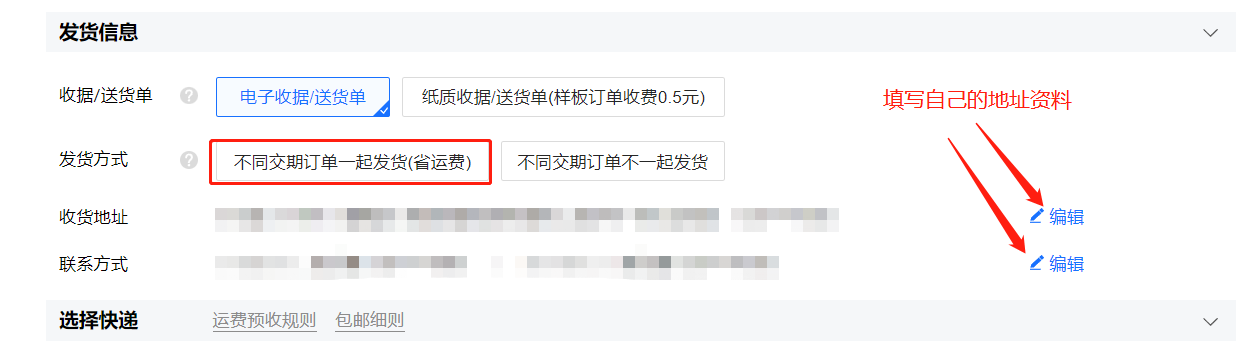 发货信息
收据/送货单 ? 电子收据/送货单 纸质收据/送货单(样板订单收费0.5元)
填写自己的地址资料
发货方式 ? 不同交期订单一起发货(省运费) 不同交期订单不一起发货
收货地址 编辑
联系方式 编辑
选择快递 运费预收规则 包邮细则